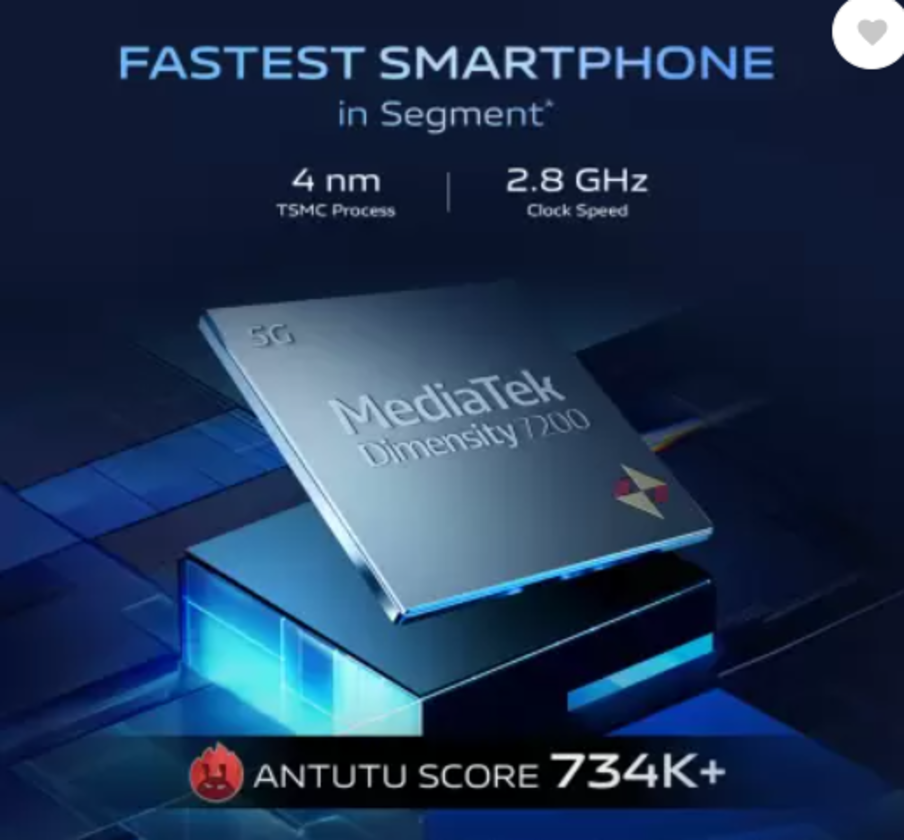 FASTEST SMARTPHONE
in Segment*
4 nm
TSMC Process
2.8 GHz
Clock Speed
5G
MediaTek
Dimensity 7200
ANTUTU SCORE 734K+